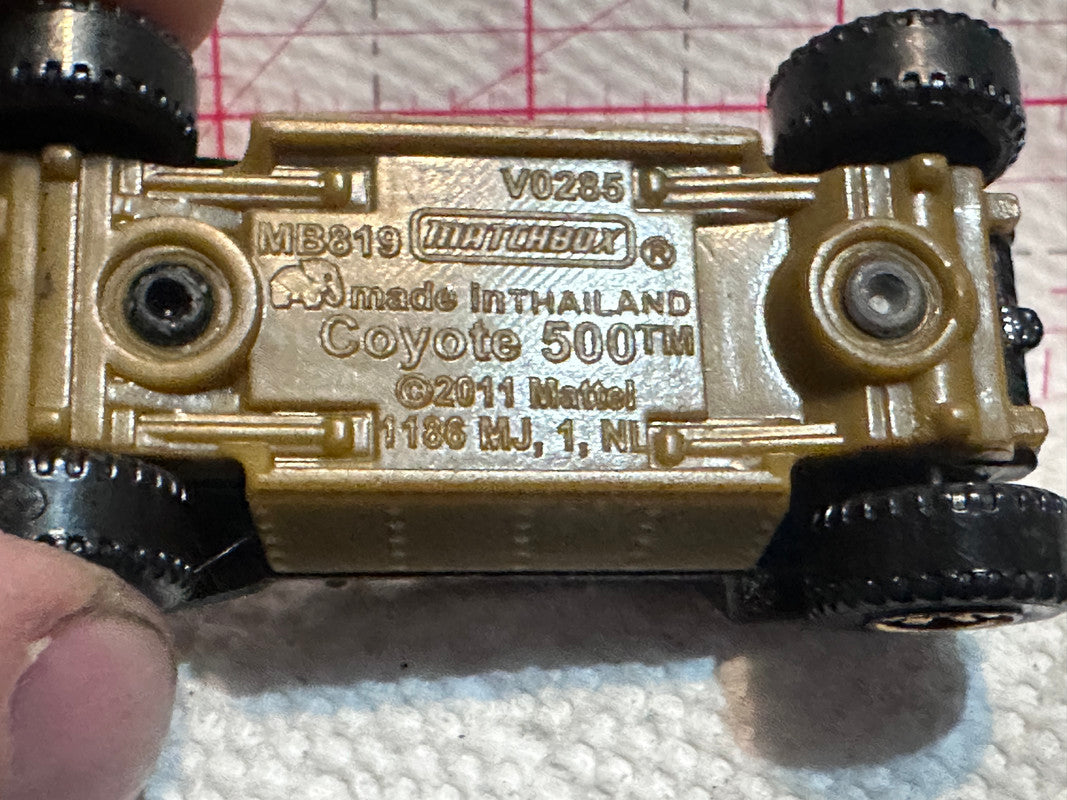 V0285
MB819 MATCHBOX ®
made in THAILAND
Coyote 500™
©2011 Mattel
1186 MJ, 1, NL